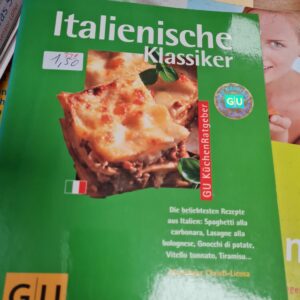 Italienische
Klassiker
1,50
GU
GU KüchenRatgeber
Die beliebtesten Rezepte
aus Italien: Spaghetti alla
carbonara, Lasagne alla
bolognese, Gnocchi di patate,
Vitello tonnato, Tiramisu...
G|U